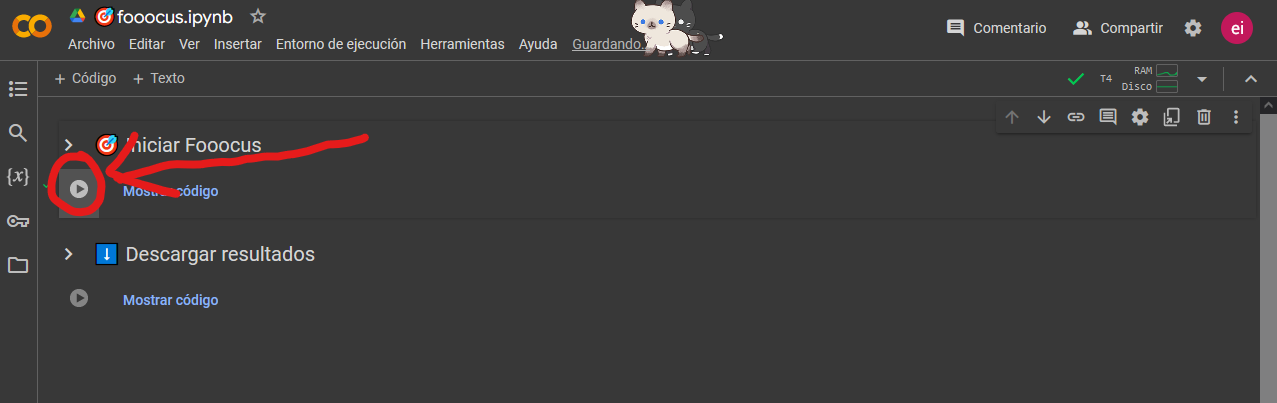 fooocus.ipynb
Archivo Editar Ver Insertar Entorno de ejecución Herramientas Ayuda Guardando...
Comentario Compartir ei
+ Código + Texto
T4 RAM Disco
Iniciar Fooocus
Mostrar código
Descargar resultados
Mostrar código
{x}